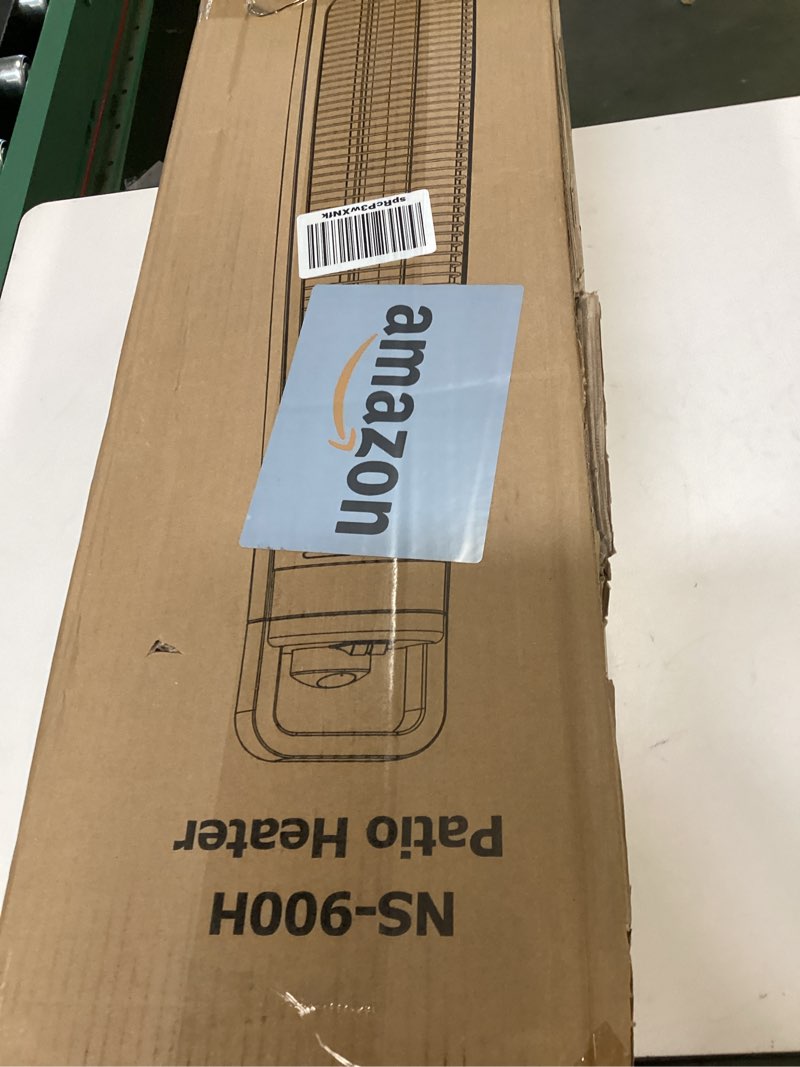 spRcP3wXNfk
amazon
NS-900H
Patio Heater